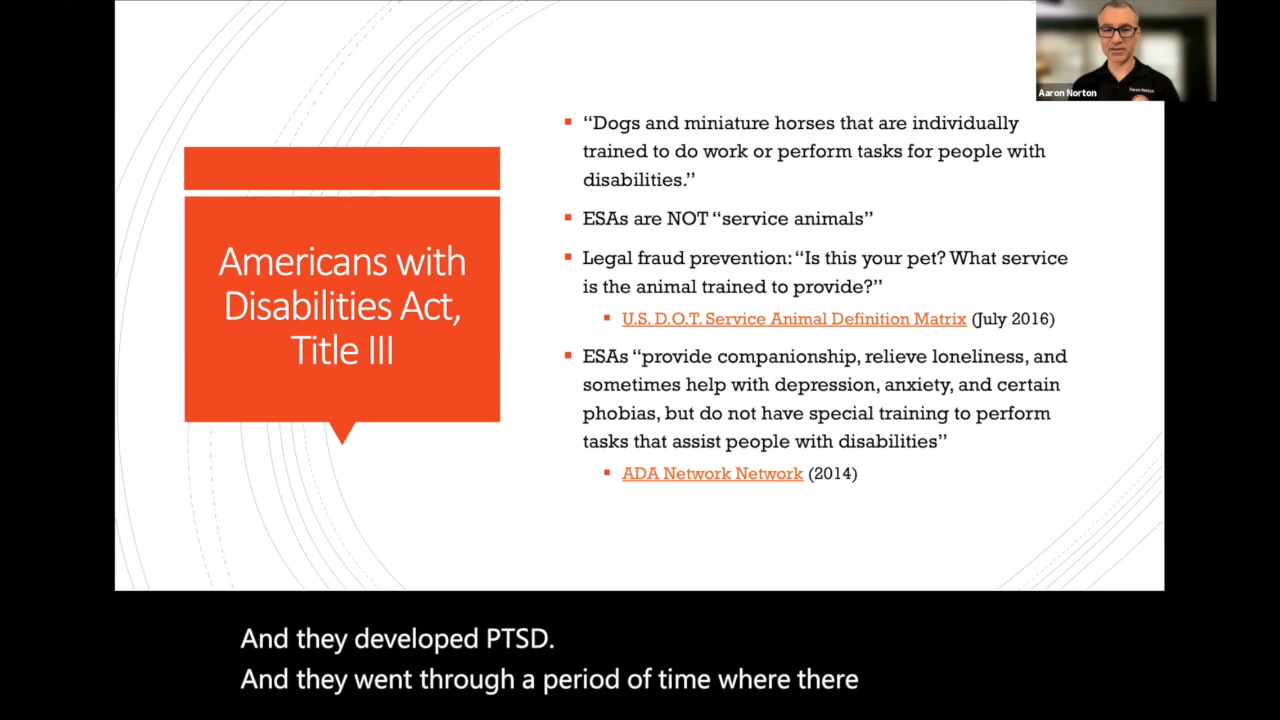 Aaron Norton
Aaron Norton
Americans with
Disabilities Act,
Title III
“Dogs and miniature horses that are individually
trained to do work or perform tasks for people with
disabilities.”
ESAs are NOT “service animals”
Legal fraud prevention: “Is this your pet? What service
is the animal trained to provide?”
U.S. D.O.T. Service Animal Definition Matrix (July 2016)
ESAs “provide companionship, relieve loneliness, and
sometimes help with depression, anxiety, and certain
phobias, but do not have special training to perform
tasks that assist people with disabilities”
ADA Network Network (2014)
And they developed PTSD.
And they went through a period of time where there